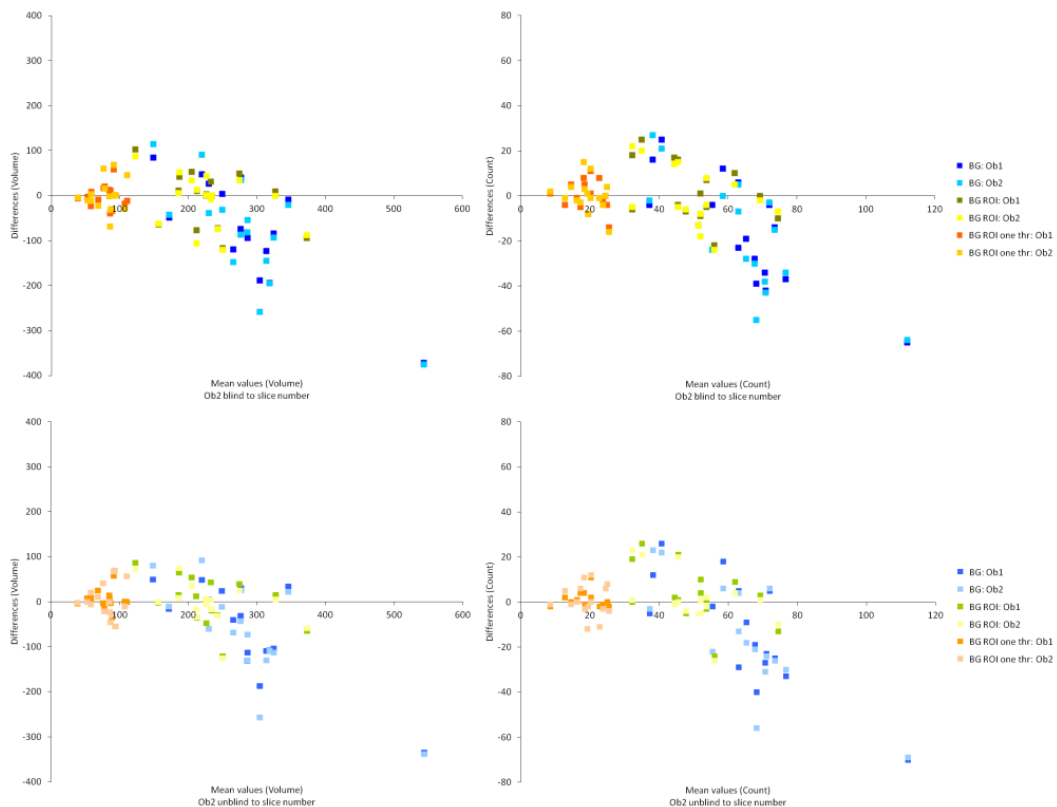 400
300
200
100
0
-100
-200
-300
-400
0
100
200
300
400
500
600
Differences (Volume)
Mean values (Volume)
Ob2 blind to slice number
80
60
40
20
0
-20
-40
-60
-80
0
20
40
60
80
100
120
Differences (Count)
Mean values (Count)
Ob2 blind to slice number
BG: Ob1
BG: Ob2
BG ROI: Ob1
BG ROI: Ob2
BG ROI one thr: Ob1
BG ROI one thr: Ob2
400
300
200
100
0
-100
-200
-300
-400
0
100
200
300
400
500
600
Differences (Volume)
Mean values (Volume)
Ob2 unblind to slice number
80
60
40
20
0
-20
-40
-60
-80
0
20
40
60
80
100
120
Differences (Count)
Mean values (Count)
Ob2 unblind to slice number
BG: Ob1
BG: Ob2
BG ROI: Ob1
BG ROI: Ob2
BG ROI one thr: Ob1
BG ROI one thr: Ob2